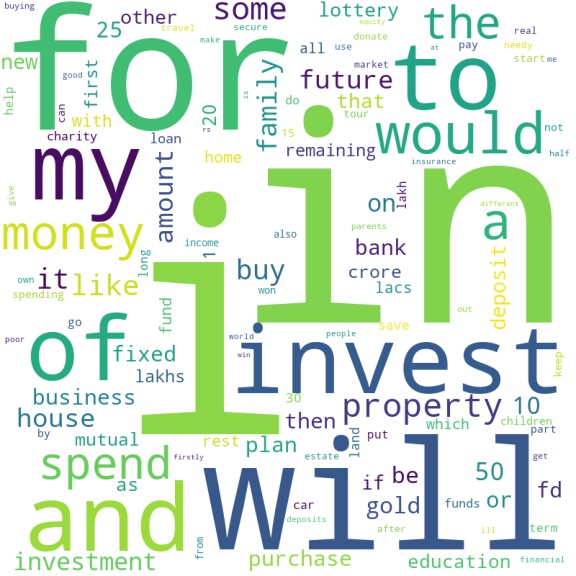 buying
for
some
lottery
the
25
other
travel
equity
secure
donate
make
at
pay
real
needy
start
me
new
first
all
use
to
help
can
good
is
market
future
with
20
rs
family
do
that
would
not
charity
15
tour
half
my
loan
remaining
insurance
home
lakh
i
in
amount
give
parents
different
money
on
a
also
income
bank
deposit
it
like
long
1
buy
crore
own
won
lacs
spending
fund
out
of
go
save
poor
fixed
world
people
invest
lakhs
win
keep
business
30
property
10
house
by
then
which
children
mutual
rest
plan
land
put
part
spend
firstly
estate
will
if
be
50
get
as
car
gold
funds
or
fd
and
deposits
after
ill
term
from
investment
purchase
education
financial